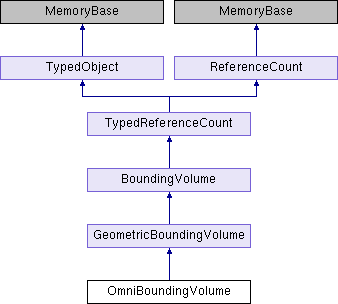 MemoryBase MemoryBase
TypedObject ReferenceCount
TypedReferenceCount
BoundingVolume
GeometricBoundingVolume
OmniBoundingVolume